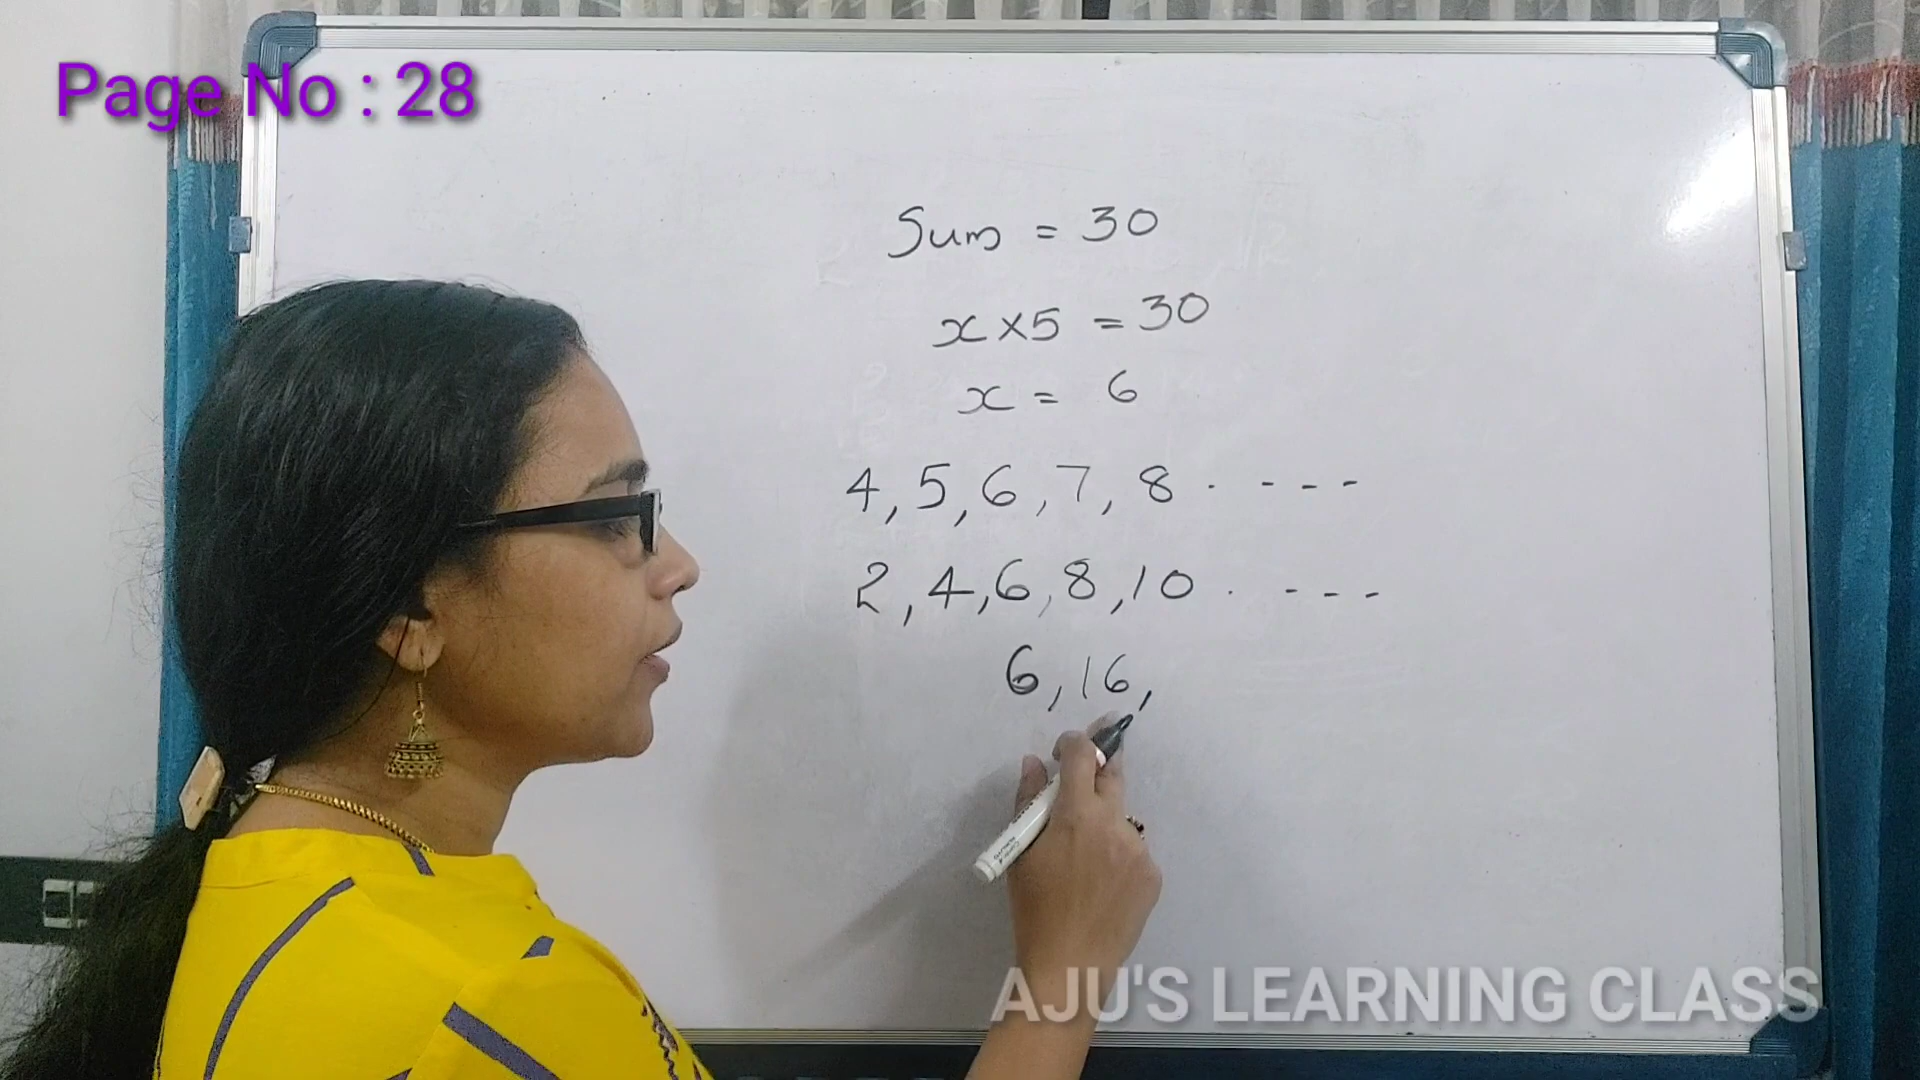 Page No : 28
Sum = 30
x × 5 = 30
x = 6
4, 5, 6, 7, 8 . - - - -
2, 4, 6, 8, 10 . - - -
6, 16,
AJU'S LEARNING CLASS